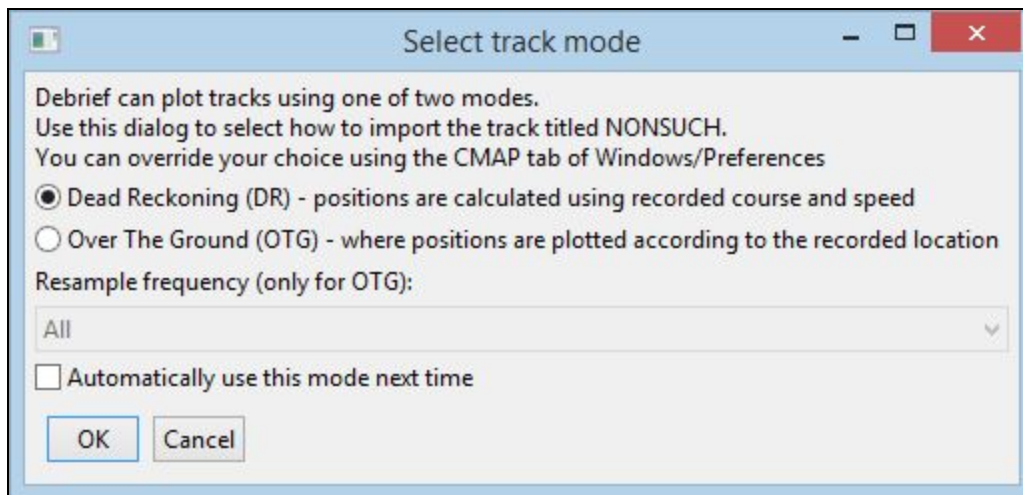 Select track mode
Debrief can plot tracks using one of two modes.
Use this dialog to select how to import the track titled NONSUCH.
You can override your choice using the CMAP tab of Windows/Preferences
Dead Reckoning (DR) - positions are calculated using recorded course and speed
Over The Ground (OTG) - where positions are plotted according to the recorded location
Resample frequency (only for OTG):
All
Automatically use this mode next time
OK Cancel